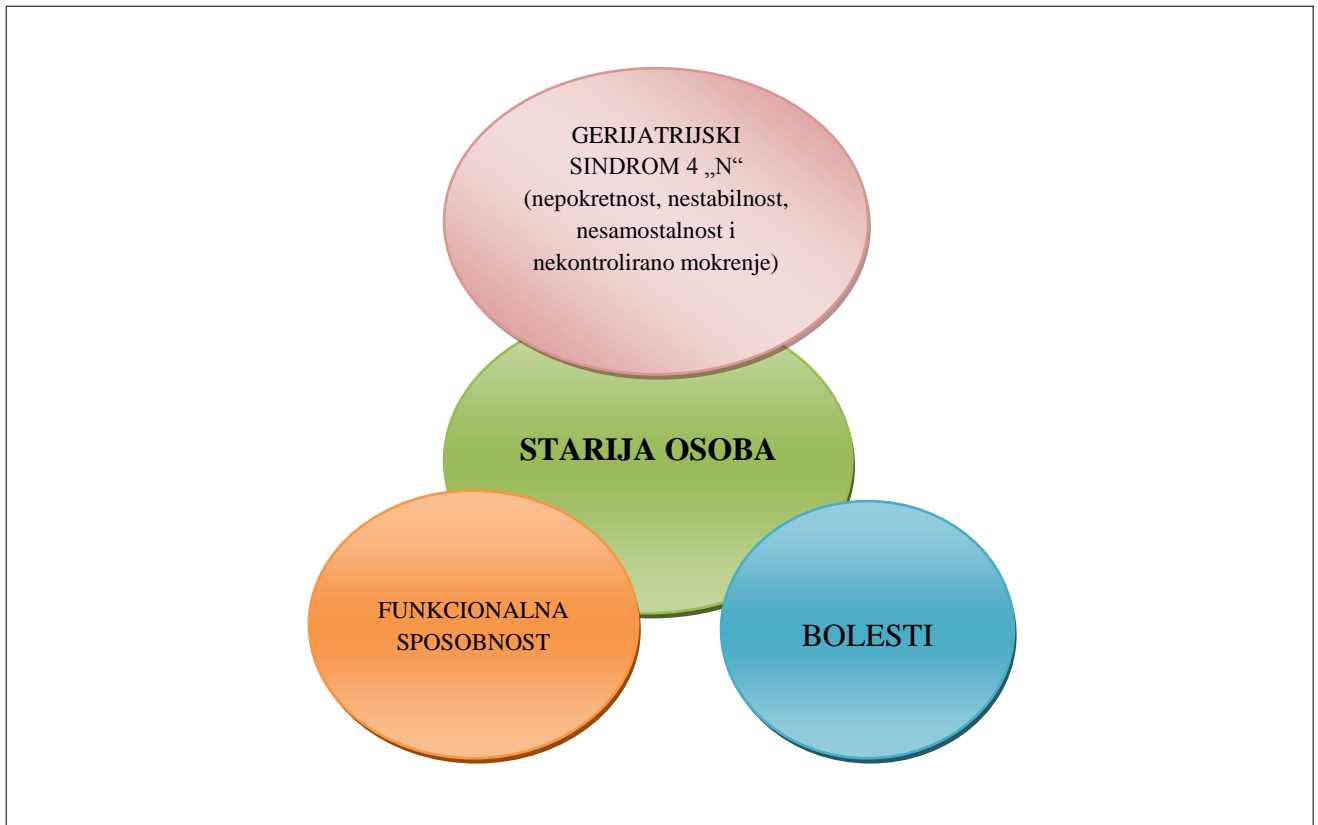 GERIJATRIJSKI
SINDROM 4 „N“
(nepokretnost, nestabilnost,
nesamostalnost i
nekontrolirano mokrenje)
STARIJA OSOBA
FUNKCIONALNA
SPOSOBNOST
BOLESTI